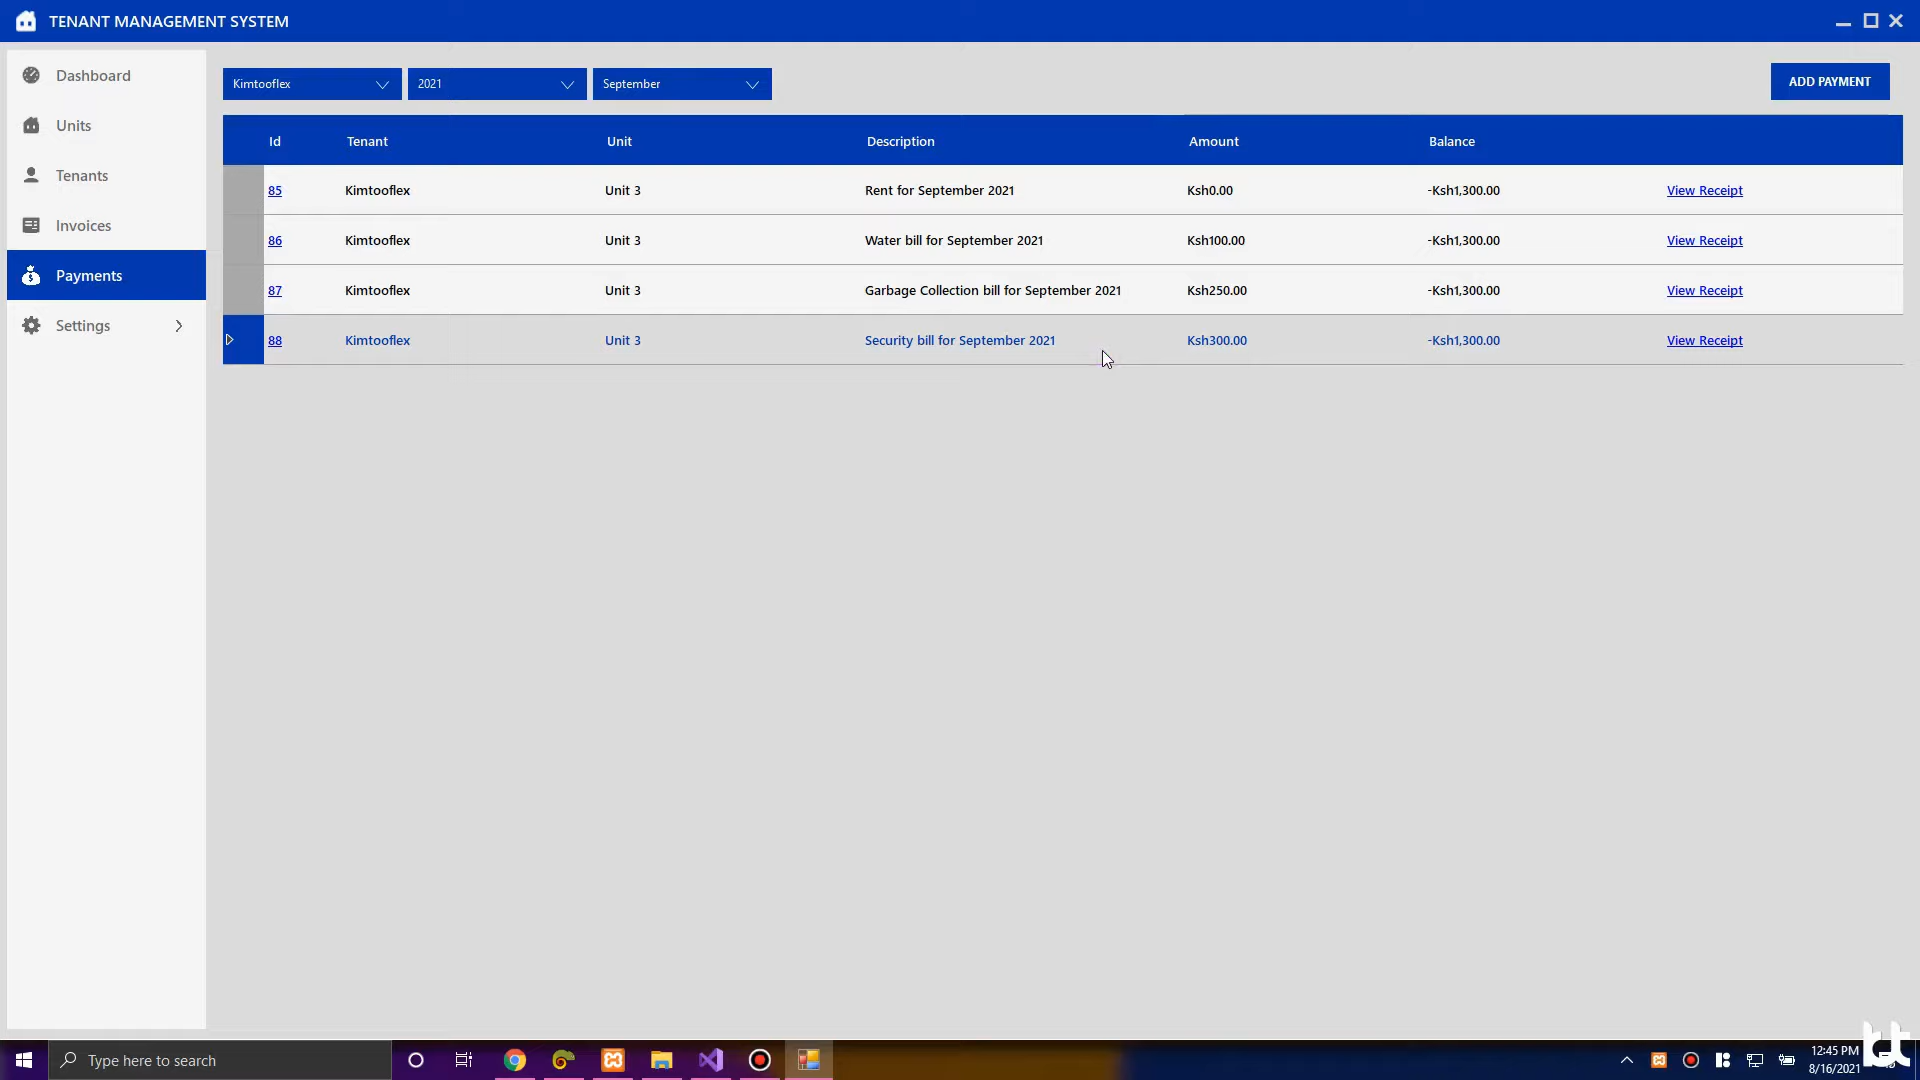 TENANT MANAGEMENT SYSTEM
Dashboard
Units
Tenants
Invoices
Payments
Settings
Kimtooflex 2021 September
ADD PAYMENT
Id Tenant Unit Description Amount Balance
85 Kimtooflex Unit 3 Rent for September 2021 Ksh0.00 -Ksh1,300.00 View Receipt
86 Kimtooflex Unit 3 Water bill for September 2021 Ksh100.00 -Ksh1,300.00 View Receipt
87 Kimtooflex Unit 3 Garbage Collection bill for September 2021 Ksh250.00 -Ksh1,300.00 View Receipt
88 Kimtooflex Unit 3 Security bill for September 2021 Ksh300.00 -Ksh1,300.00 View Receipt
Type here to search
12:45 PM
8/16/2021